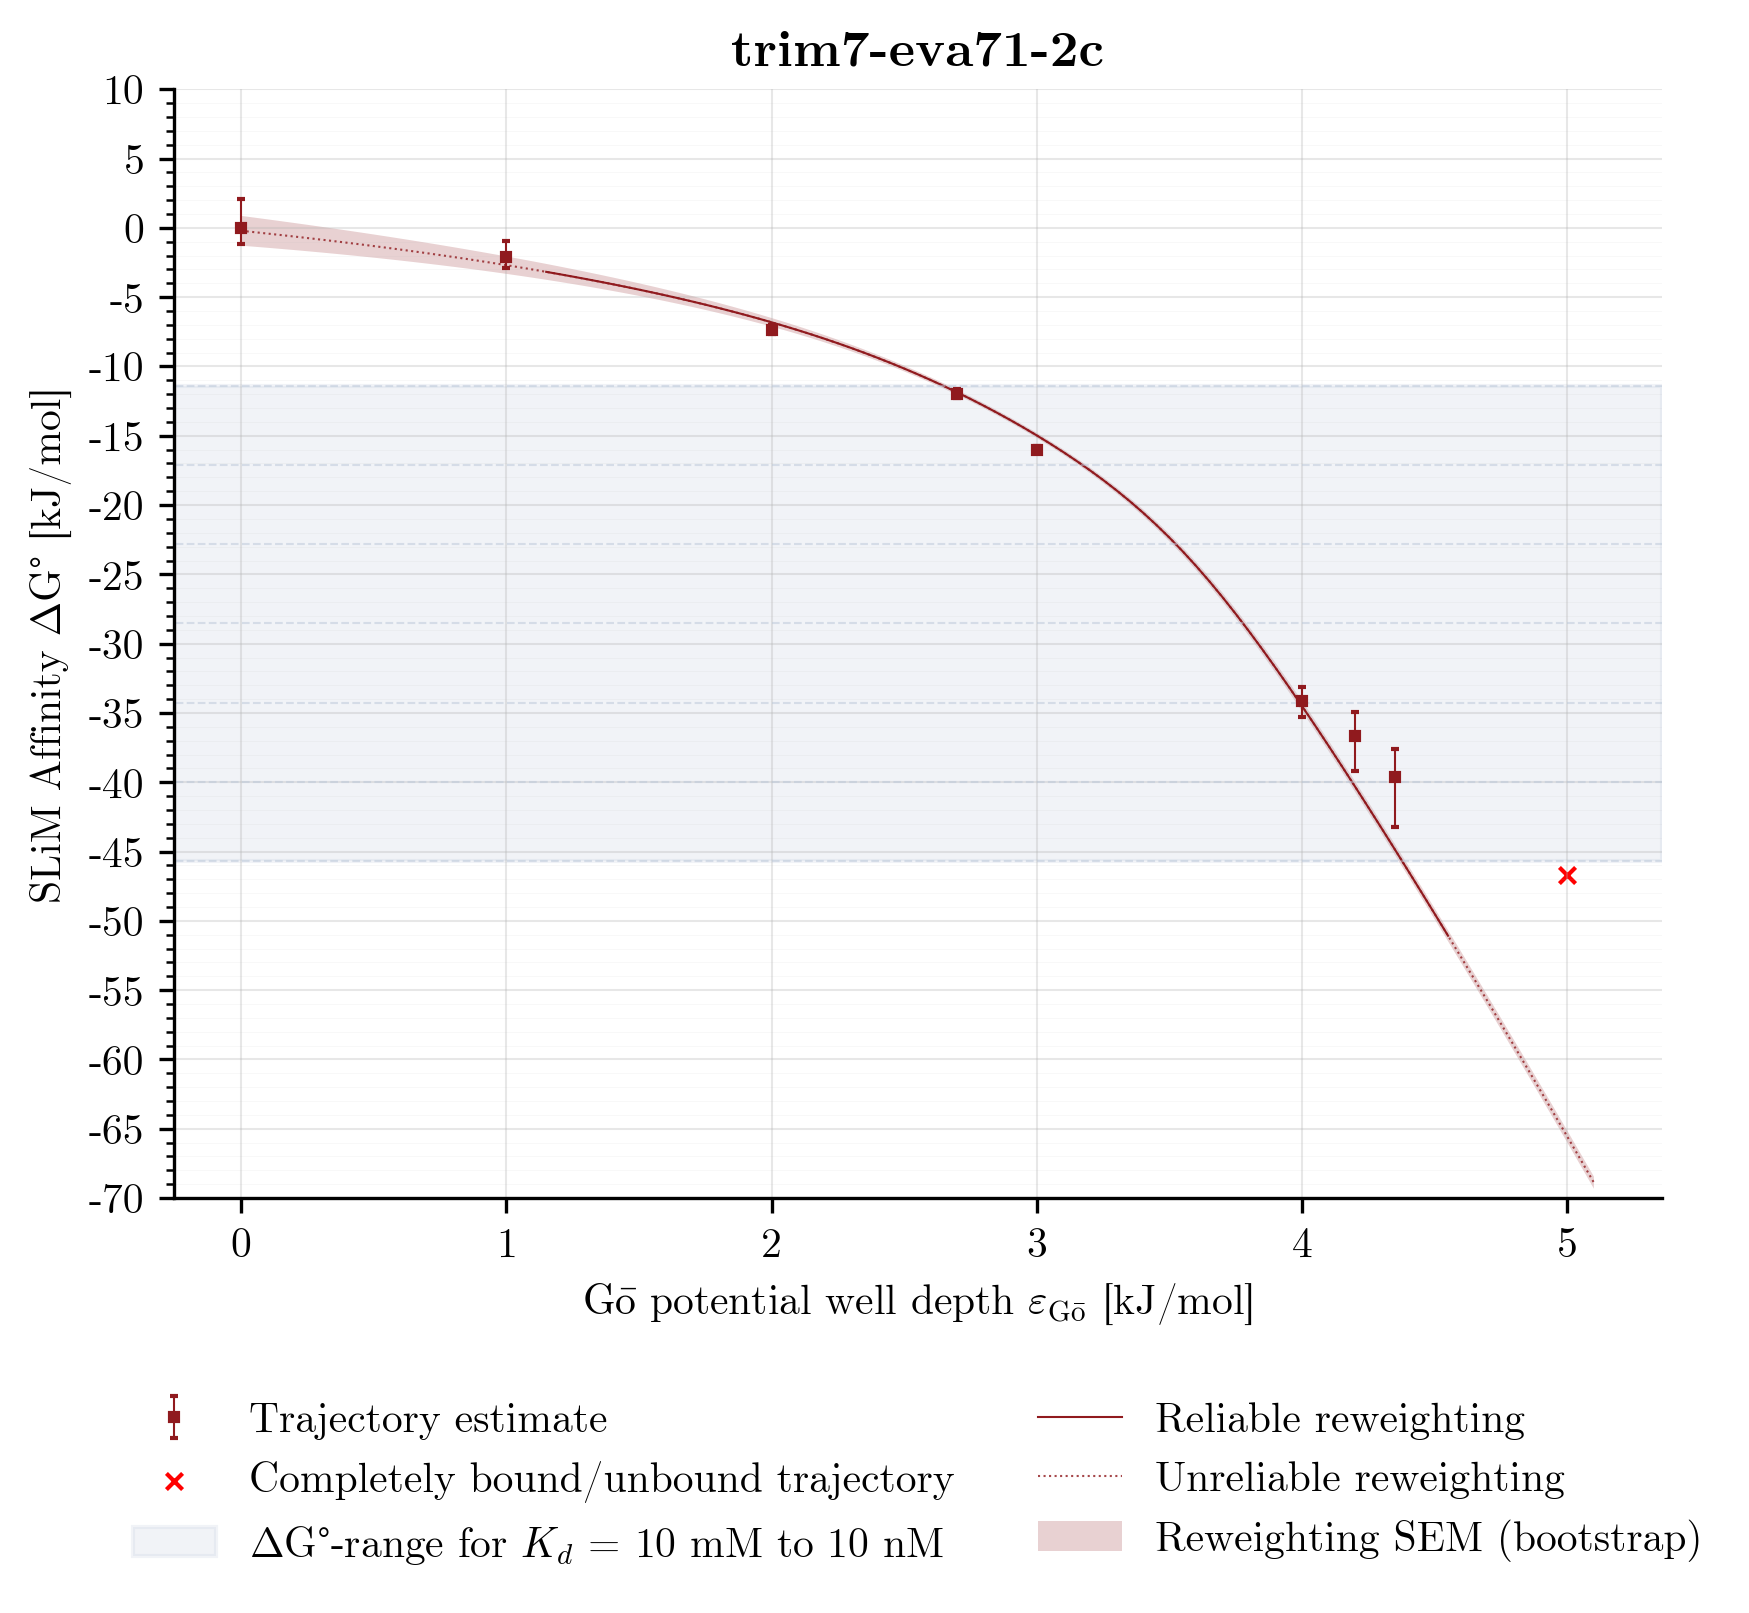 trim7-eva71-2c
10
5
0
-5
-10
-15
-20
-25
-30
-35
-40
-45
-50
-55
-60
-65
-70
SLiM Affinity ΔG° [kJ/mol]
0 1 2 3 4 5
Gō potential well depth ε_Gō [kJ/mol]
Trajectory estimate
Completely bound/unbound trajectory
ΔG°-range for K_d = 10 mM to 10 nM
Reliable reweighting
Unreliable reweighting
Reweighting SEM (bootstrap)